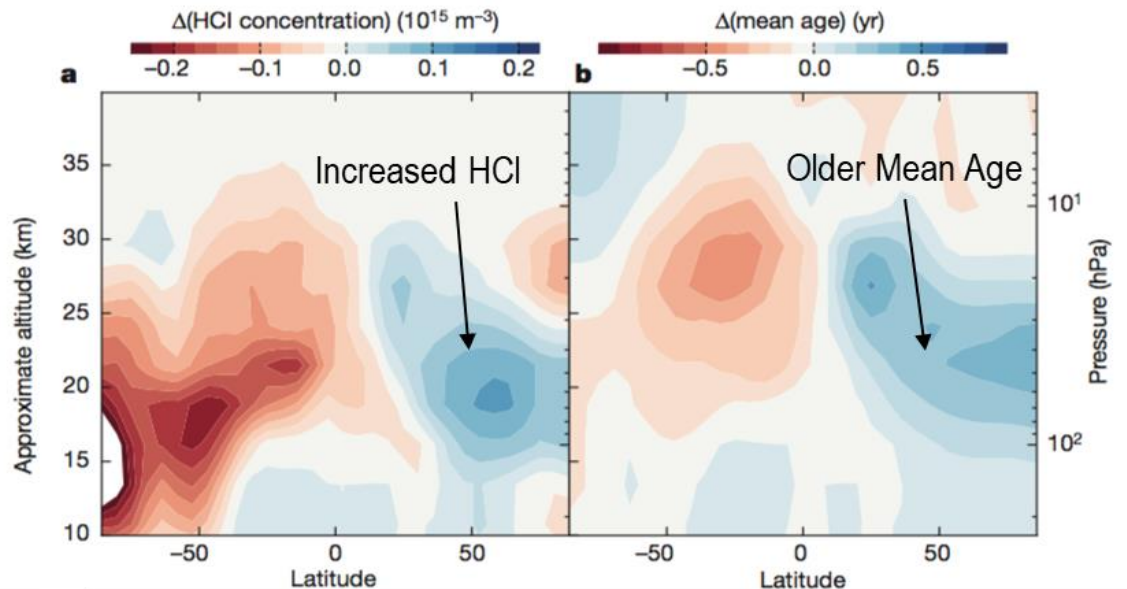 Δ(HCl concentration) (10¹⁵ m⁻³)
−0.2 −0.1 0.0 0.1 0.2
a
Increased HCl
35
30
25
20
15
10
Approximate altitude (km)
−50 0 50
Latitude
Δ(mean age) (yr)
−0.5 0.0 0.5
b
Older Mean Age
10¹
10²
Pressure (hPa)
−50 0 50
Latitude